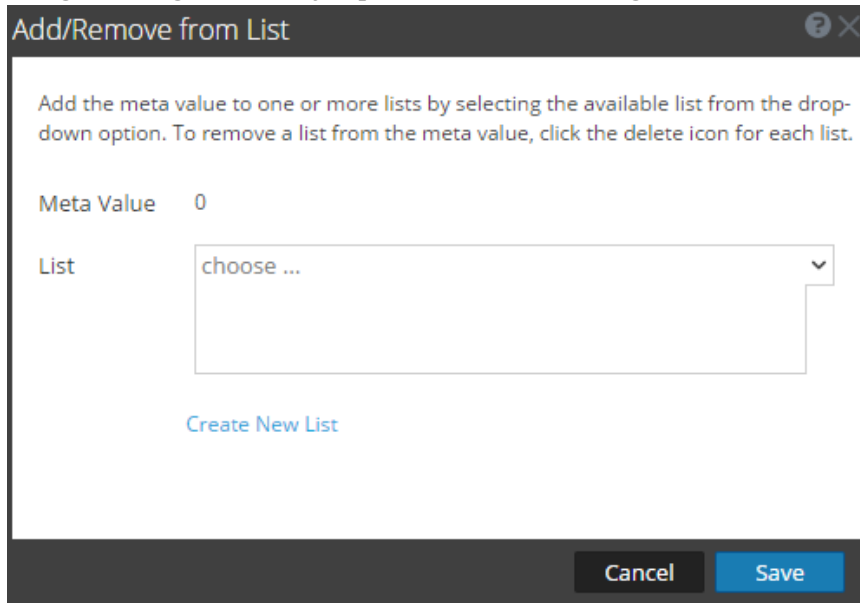 Add/Remove from List
Add the meta value to one or more lists by selecting the available list from the drop-
down option. To remove a list from the meta value, click the delete icon for each list.
Meta Value 0
List choose ...
Create New List
Cancel Save